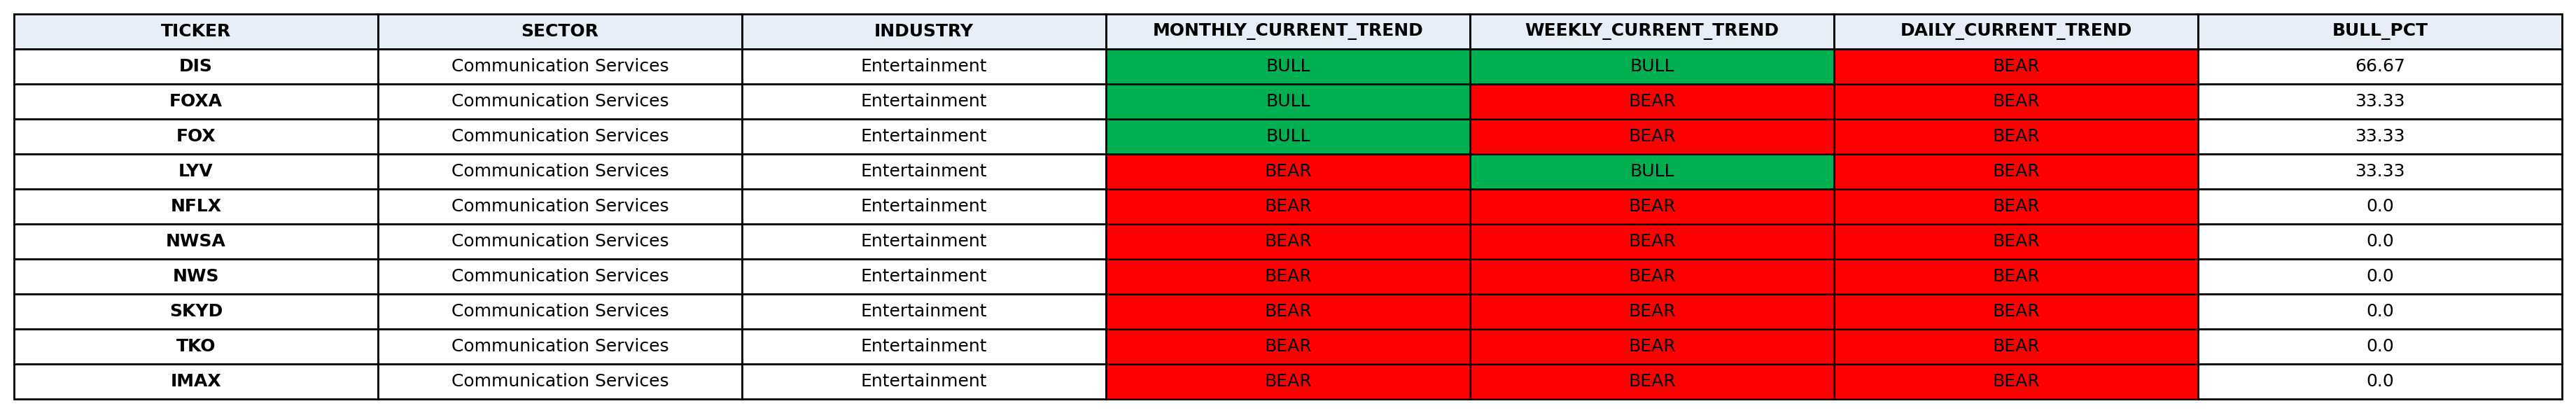 TICKER SECTOR INDUSTRY MONTHLY_CURRENT_TREND WEEKLY_CURRENT_TREND DAILY_CURRENT_TREND BULL_PCT
DIS Communication Services Entertainment BULL BULL BEAR 66.67
FOXA Communication Services Entertainment BULL BEAR BEAR 33.33
FOX Communication Services Entertainment BULL BEAR BEAR 33.33
LYV Communication Services Entertainment BEAR BULL BEAR 33.33
NFLX Communication Services Entertainment BEAR BEAR BEAR 0.0
NWSA Communication Services Entertainment BEAR BEAR BEAR 0.0
NWS Communication Services Entertainment BEAR BEAR BEAR 0.0
SKYD Communication Services Entertainment BEAR BEAR BEAR 0.0
TKO Communication Services Entertainment BEAR BEAR BEAR 0.0
IMAX Communication Services Entertainment BEAR BEAR BEAR 0.0